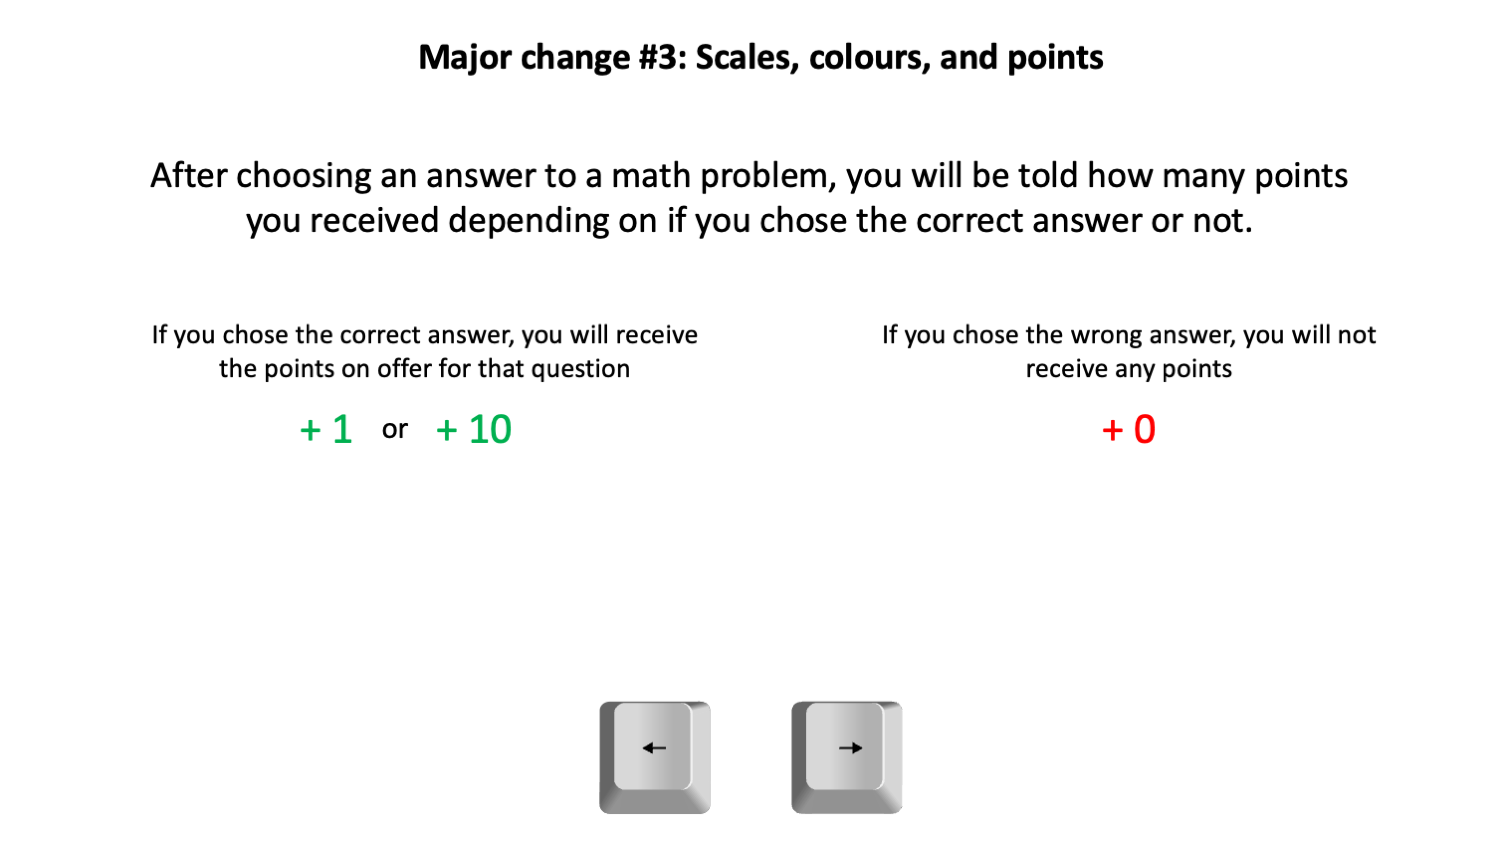 Major change #3: Scales, colours, and points
After choosing an answer to a math problem, you will be told how many points
you received depending on if you chose the correct answer or not.
If you chose the correct answer, you will receive
the points on offer for that question
+ 1 or + 10
If you chose the wrong answer, you will not
receive any points
+ 0
← →